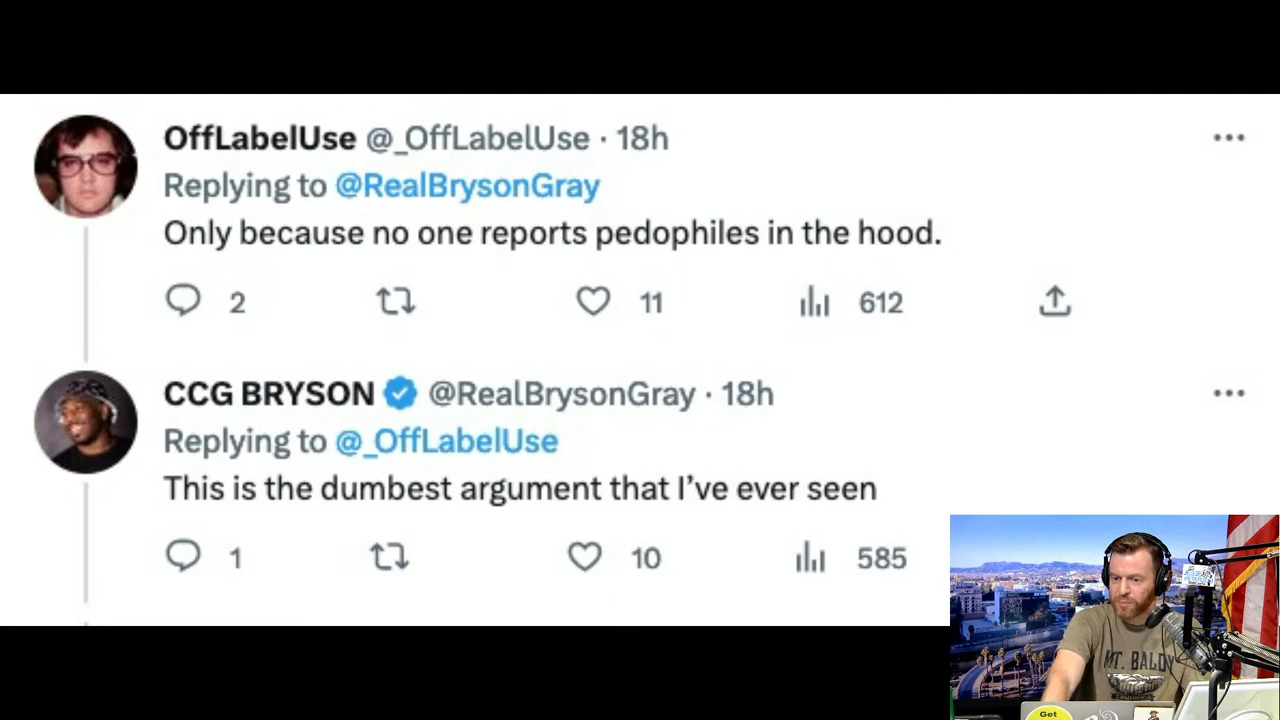 OffLabelUse @_OffLabelUse · 18h
Replying to @RealBrysonGray
Only because no one reports pedophiles in the hood.
2 11 612
CCG BRYSON @RealBrysonGray · 18h
Replying to @_OffLabelUse
This is the dumbest argument that I’ve ever seen
1 10 585
MT. BALDY
Get